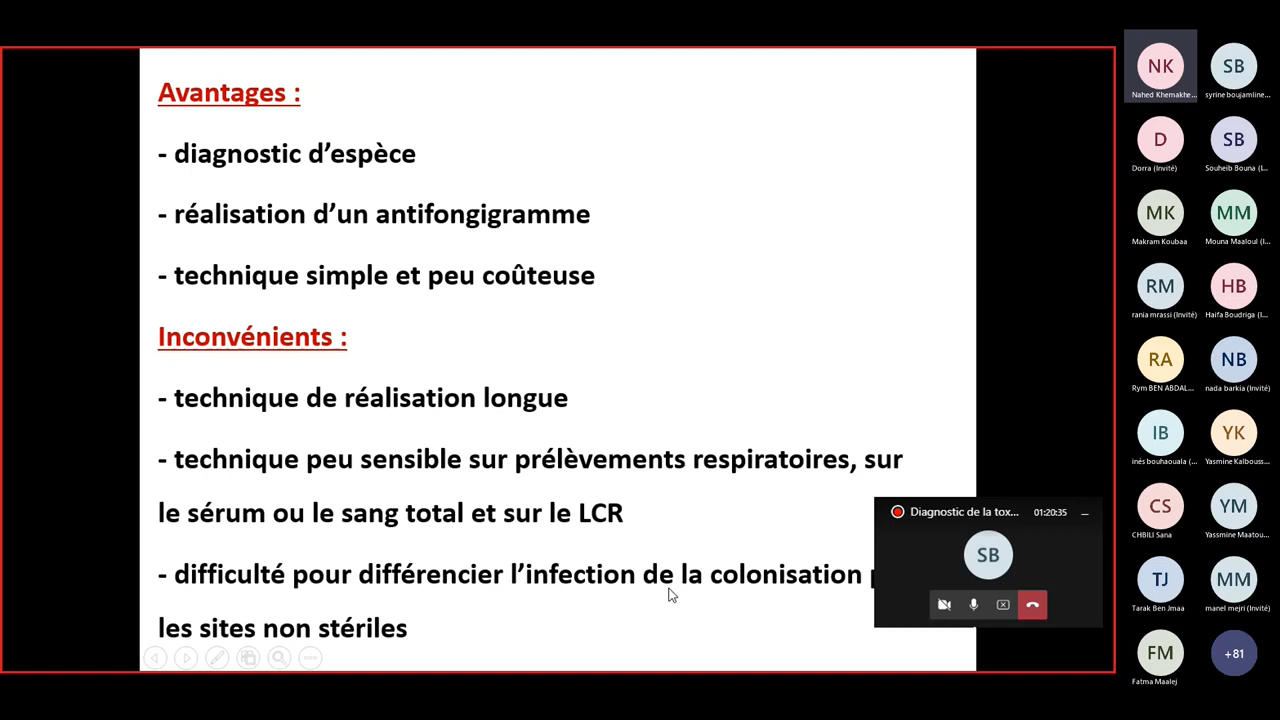 Avantages :
- diagnostic d’espèce
- réalisation d’un antifongigramme
- technique simple et peu coûteuse
Inconvénients :
- technique de réalisation longue
- technique peu sensible sur prélèvements respiratoires, sur
le sérum ou le sang total et sur le LCR
- difficulté pour différencier l’infection de la colonisation
les sites non stériles
Diagnostic de la tox... 01:20:35
SB
NK SB
Nahed Khemakhe... syrine boujamline...
D SB
Dorra (Invité) Souheib Bouna (I...
MK MM
Makram Koubaa Mouna Maaloul (I...
RM HB
rania mrassi (Invité) Haifa Boudriga (I...
RA NB
Rym BEN ABDAL... nada barkia (Invité)
IB YK
inés bouhaouala (... Yasmine Kalbouss...
CS YM
CHBILI Sana Yassmine Maatou...
TJ MM
Tarak Ben Jmaa manel mejri (Invité)
FM +81
Fatma Maalej